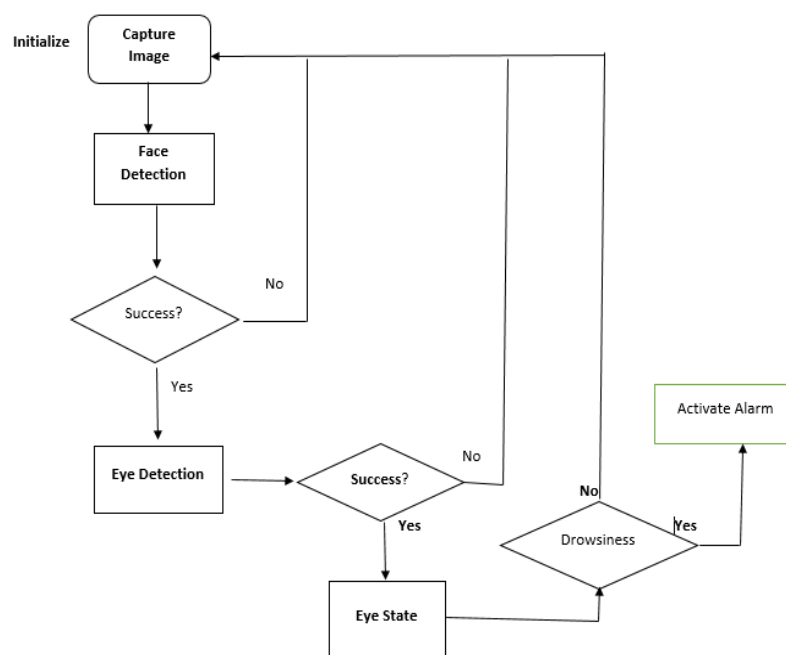 Initialize
Capture
Image
Face
Detection
Success?
No
Yes
Eye Detection
Success?
No
Yes
Eye State
Drowsiness
No
Yes
Activate Alarm